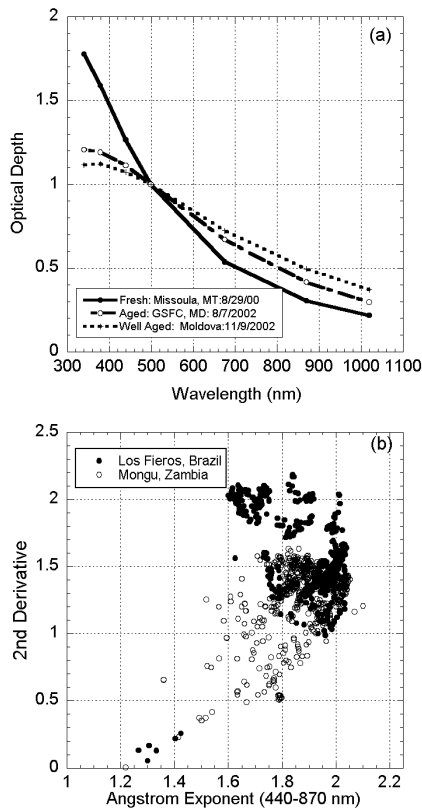 (a)
2
1.5
1
0.5
0
Optical Depth
Fresh: Missoula, MT:8/29/00
Aged: GSFC, MD: 8/7/2002
Well Aged: Moldova:11/9/2002
300 400 500 600 700 800 900 1000 1100
Wavelength (nm)
(b)
2.5
2
1.5
1
0.5
0
2nd Derivative
Los Fieros, Brazil
Mongu, Zambia
1 1.2 1.4 1.6 1.8 2 2.2
Angstrom Exponent (440-870 nm)